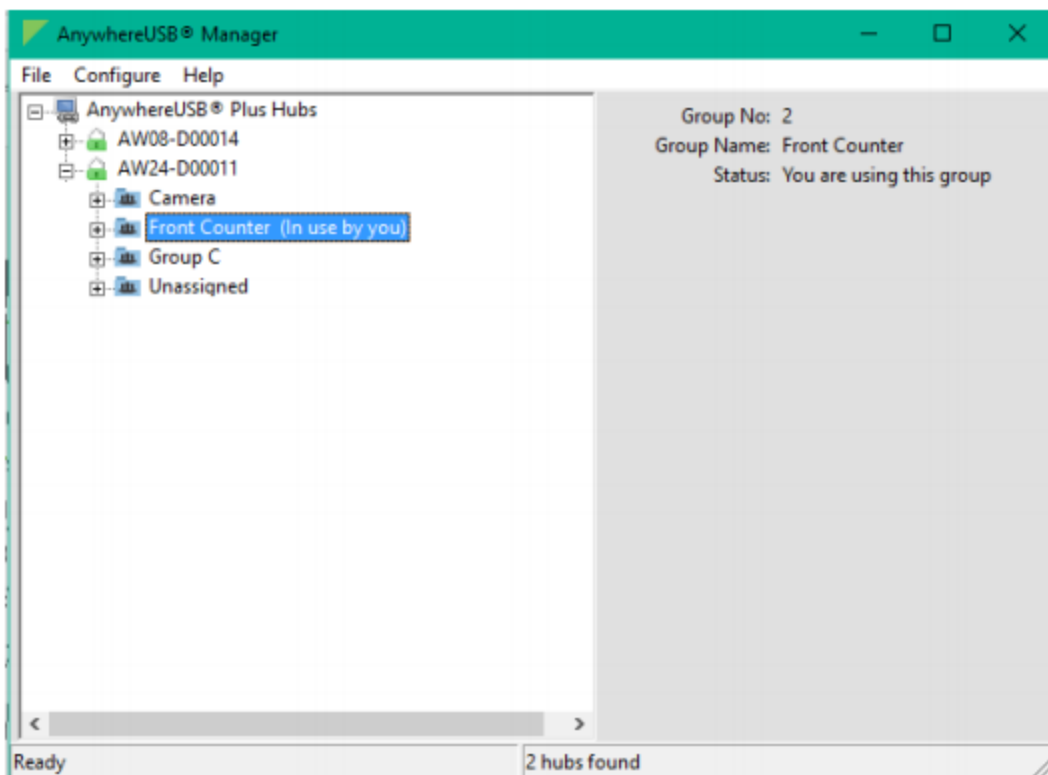 AnywhereUSB® Manager
File Configure Help
AnywhereUSB® Plus Hubs
AW08-D00014
AW24-D00011
Camera
Front Counter (In use by you)
Group C
Unassigned
Group No: 2
Group Name: Front Counter
Status: You are using this group
Ready
2 hubs found